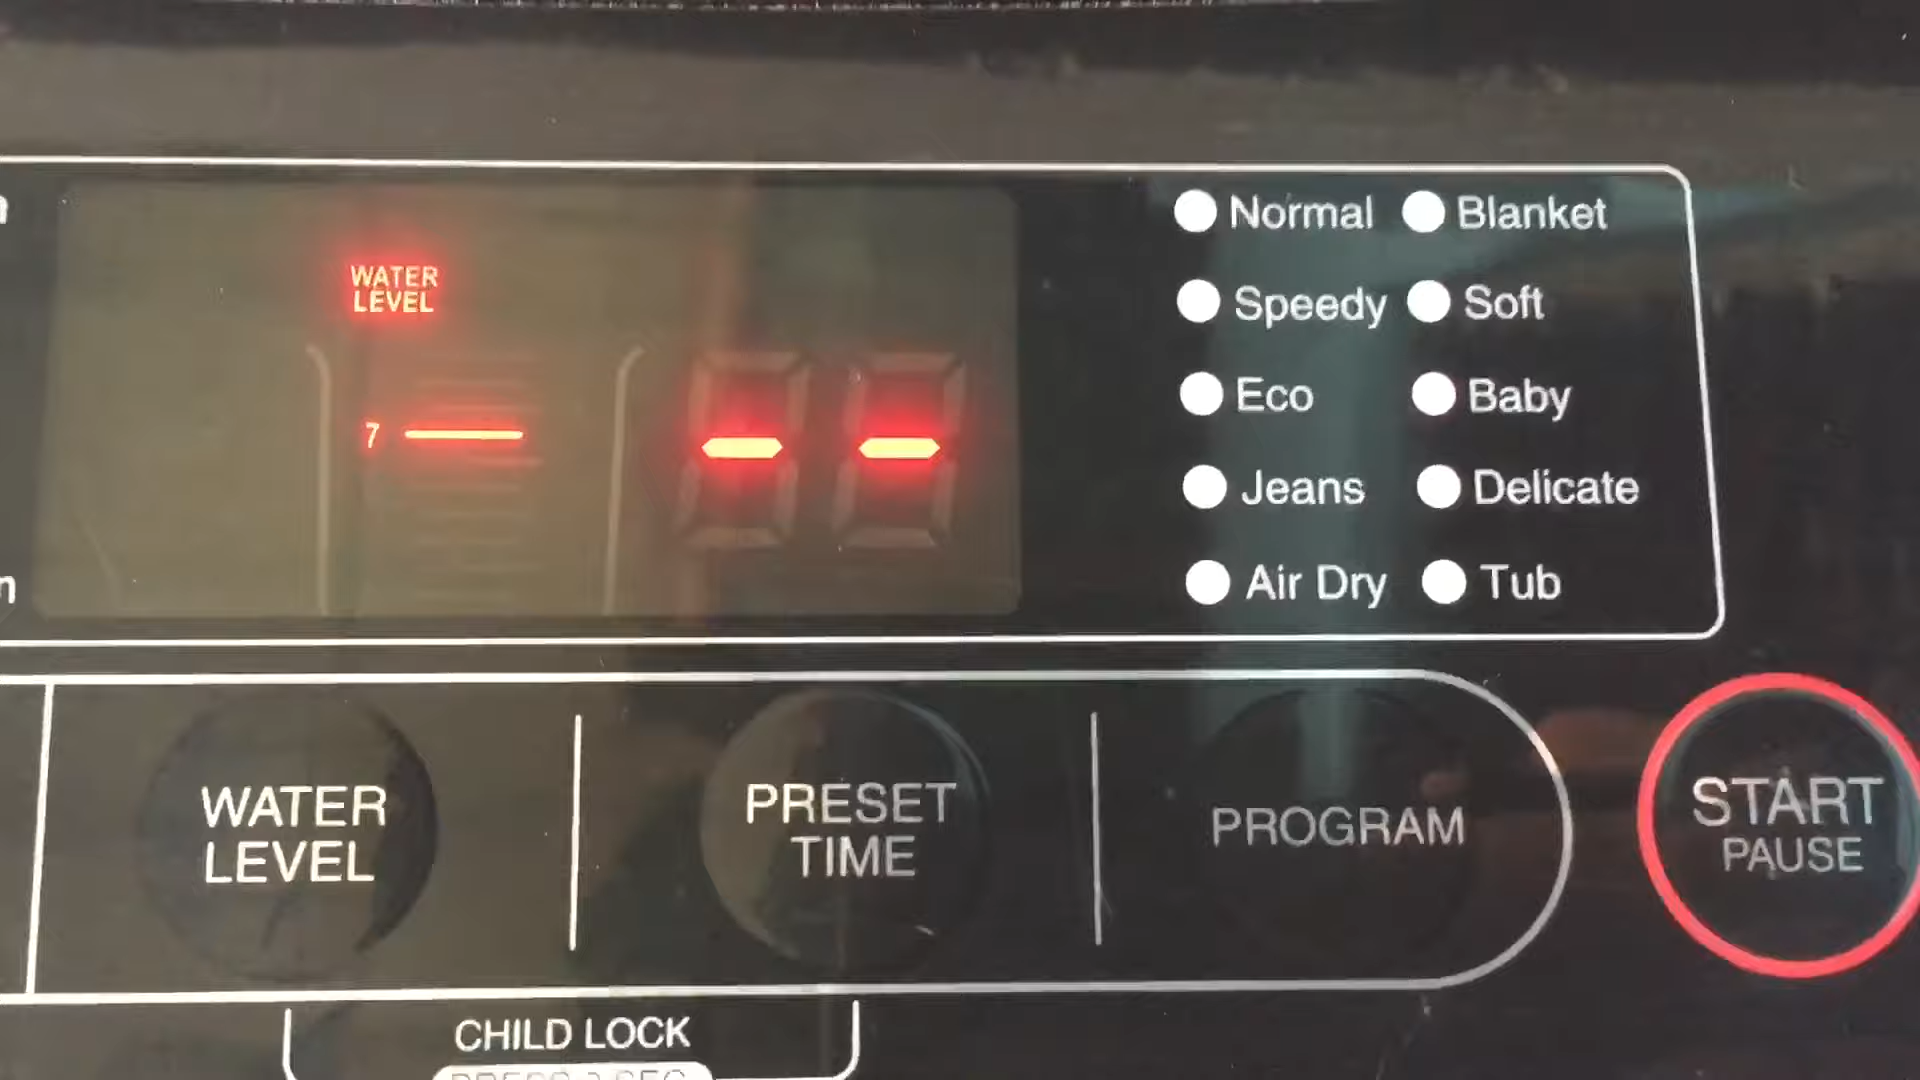 WATER
LEVEL
7
--
Normal Blanket
Speedy Soft
Eco Baby
Jeans Delicate
Air Dry Tub
WATER
LEVEL
PRESET
TIME
PROGRAM
START
PAUSE
CHILD LOCK